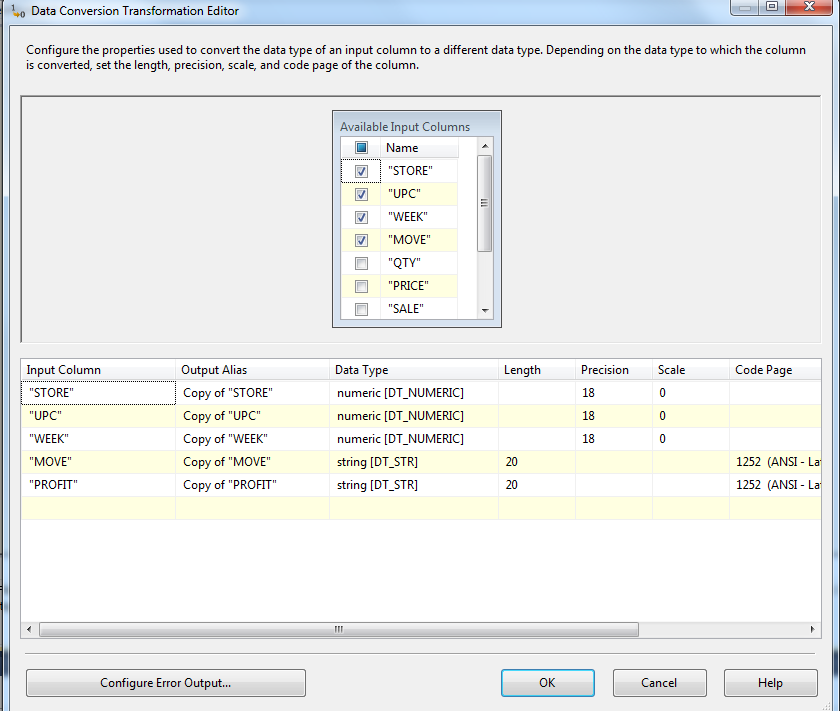 Data Conversion Transformation Editor
Configure the properties used to convert the data type of an input column to a different data type. Depending on the data type to which the column
is converted, set the length, precision, scale, and code page of the column.
Available Input Columns
Name
"STORE"
"UPC"
"WEEK"
"MOVE"
"QTY"
"PRICE"
"SALE"
Input Column Output Alias Data Type Length Precision Scale Code Page
"STORE" Copy of "STORE" numeric [DT_NUMERIC] 18 0
"UPC" Copy of "UPC" numeric [DT_NUMERIC] 18 0
"WEEK" Copy of "WEEK" numeric [DT_NUMERIC] 18 0
"MOVE" Copy of "MOVE" string [DT_STR] 20 1252 (ANSI - La
"PROFIT" Copy of "PROFIT" string [DT_STR] 20 1252 (ANSI - La
Configure Error Output... OK Cancel Help